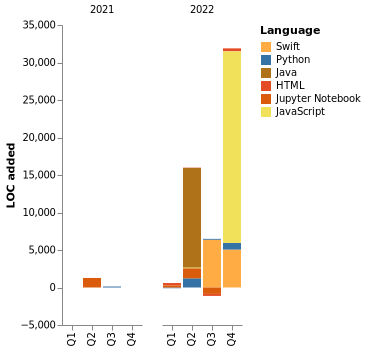 2021 2022
Language
Swift
Python
Java
HTML
Jupyter Notebook
JavaScript
LOC added
35,000
30,000
25,000
20,000
15,000
10,000
5,000
0
−5,000
Q1 Q2 Q3 Q4 Q1 Q2 Q3 Q4